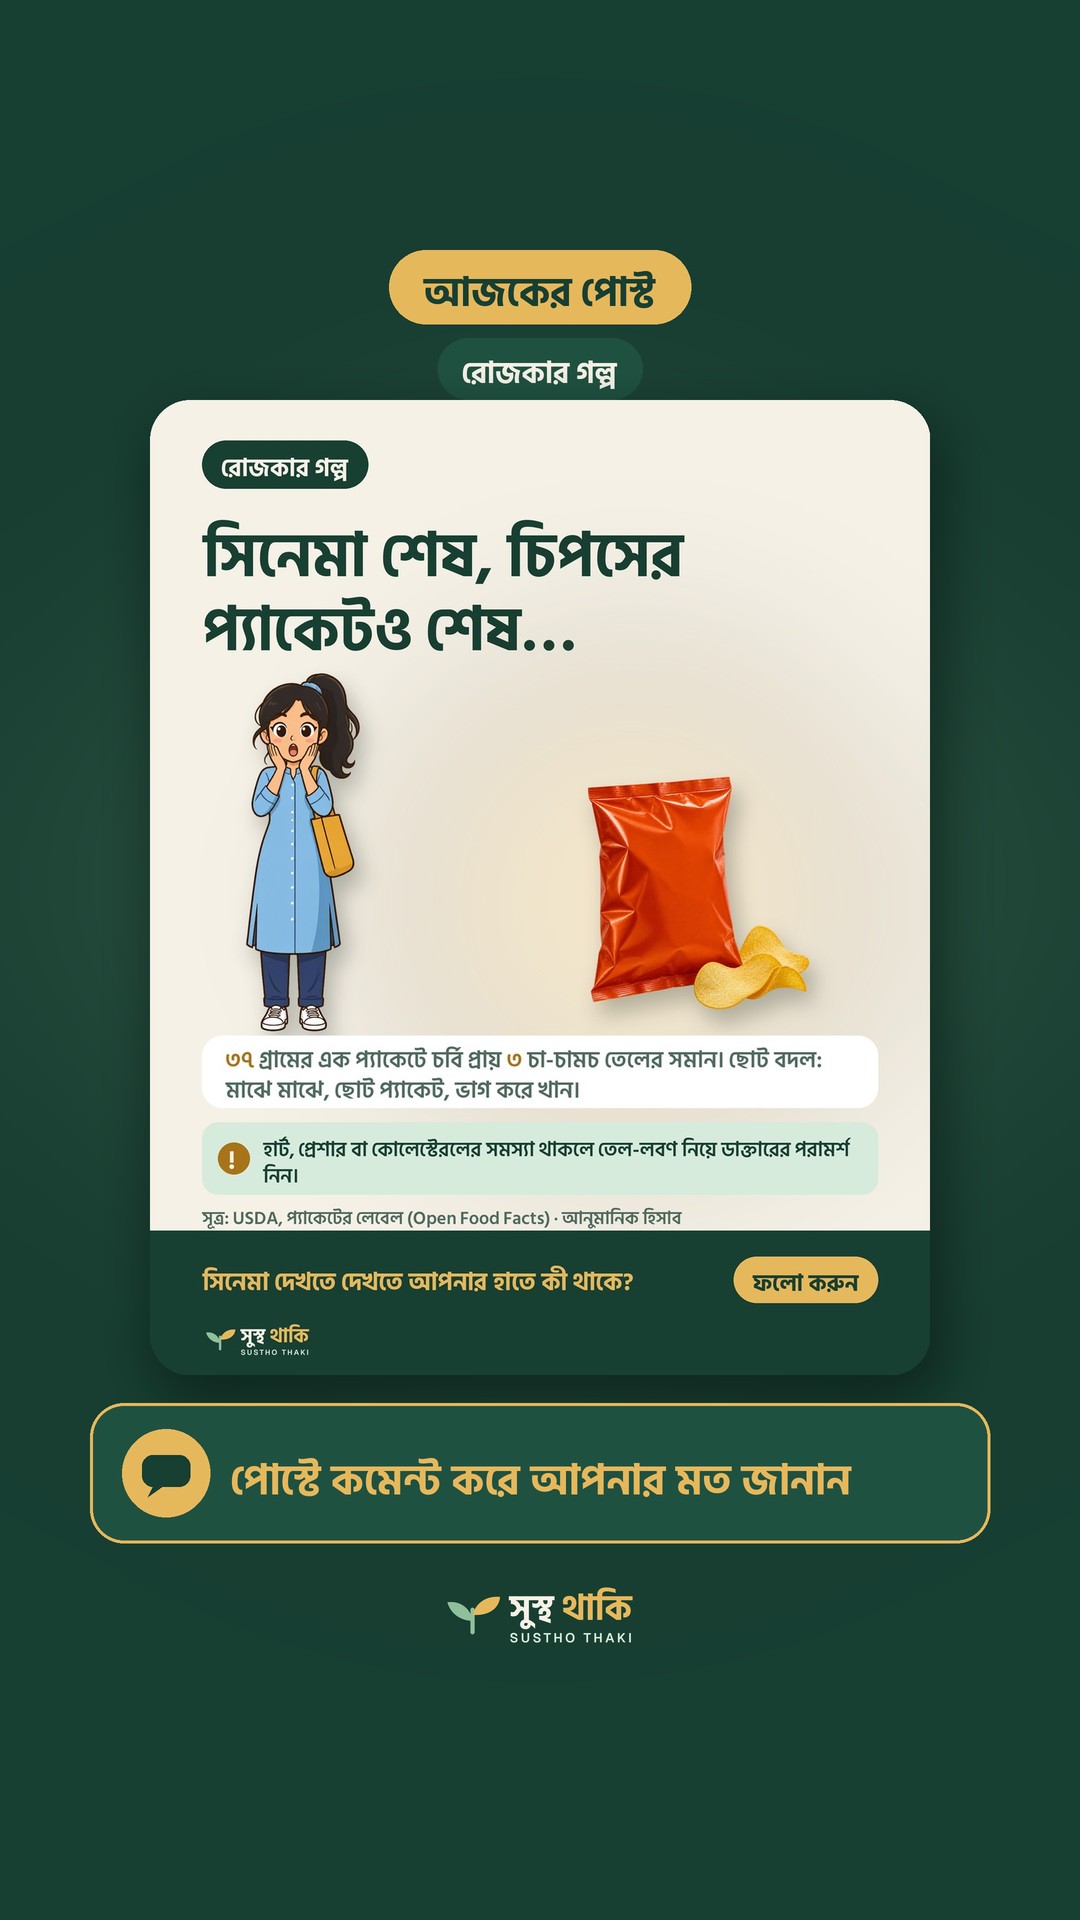 আজকের পোস্ট
রোজকার গল্প
রোজকার গল্প
সিনেমা শেষ, চিপসের
প্যাকেটও শেষ...
৩৭ গ্রামের এক প্যাকেটে চর্বি প্রায় ৩ চা-চামচ তেলের সমান। ছোট বদল:
মাঝে মাঝে, ছোট প্যাকেট, ভাগ করে খান।
! হার্ট, প্রেশার বা কোলেস্টেরলের সমস্যা থাকলে তেল-লবণ নিয়ে ডাক্তারের পরামর্শ
নিন।
সূত্র: USDA, প্যাকেটের লেবেল (Open Food Facts) · আনুমানিক হিসাব
সিনেমা দেখতে দেখতে আপনার হাতে কী থাকে?
ফলো করুন
সুস্থ থাকি
SUSTHO THAKI
পোস্টে কমেন্ট করে আপনার মত জানান
সুস্থ থাকি
SUSTHO THAKI